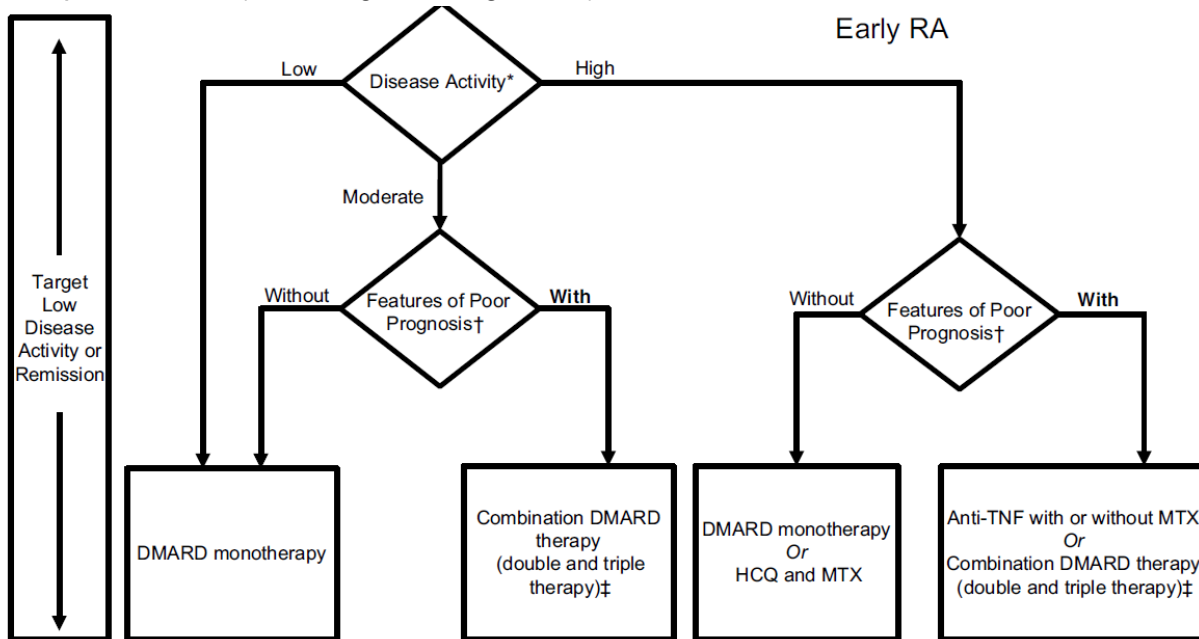 Early RA
Low
Disease Activity*
High
Moderate
Target
Low
Disease
Activity or
Remission
Without
Features of Poor
Prognosis†
With
Without
Features of Poor
Prognosis†
With
DMARD monotherapy
Combination DMARD
therapy
(double and triple
therapy)‡
DMARD monotherapy
Or
HCQ and MTX
Anti-TNF with or without MTX
Or
Combination DMARD therapy
(double and triple therapy)‡